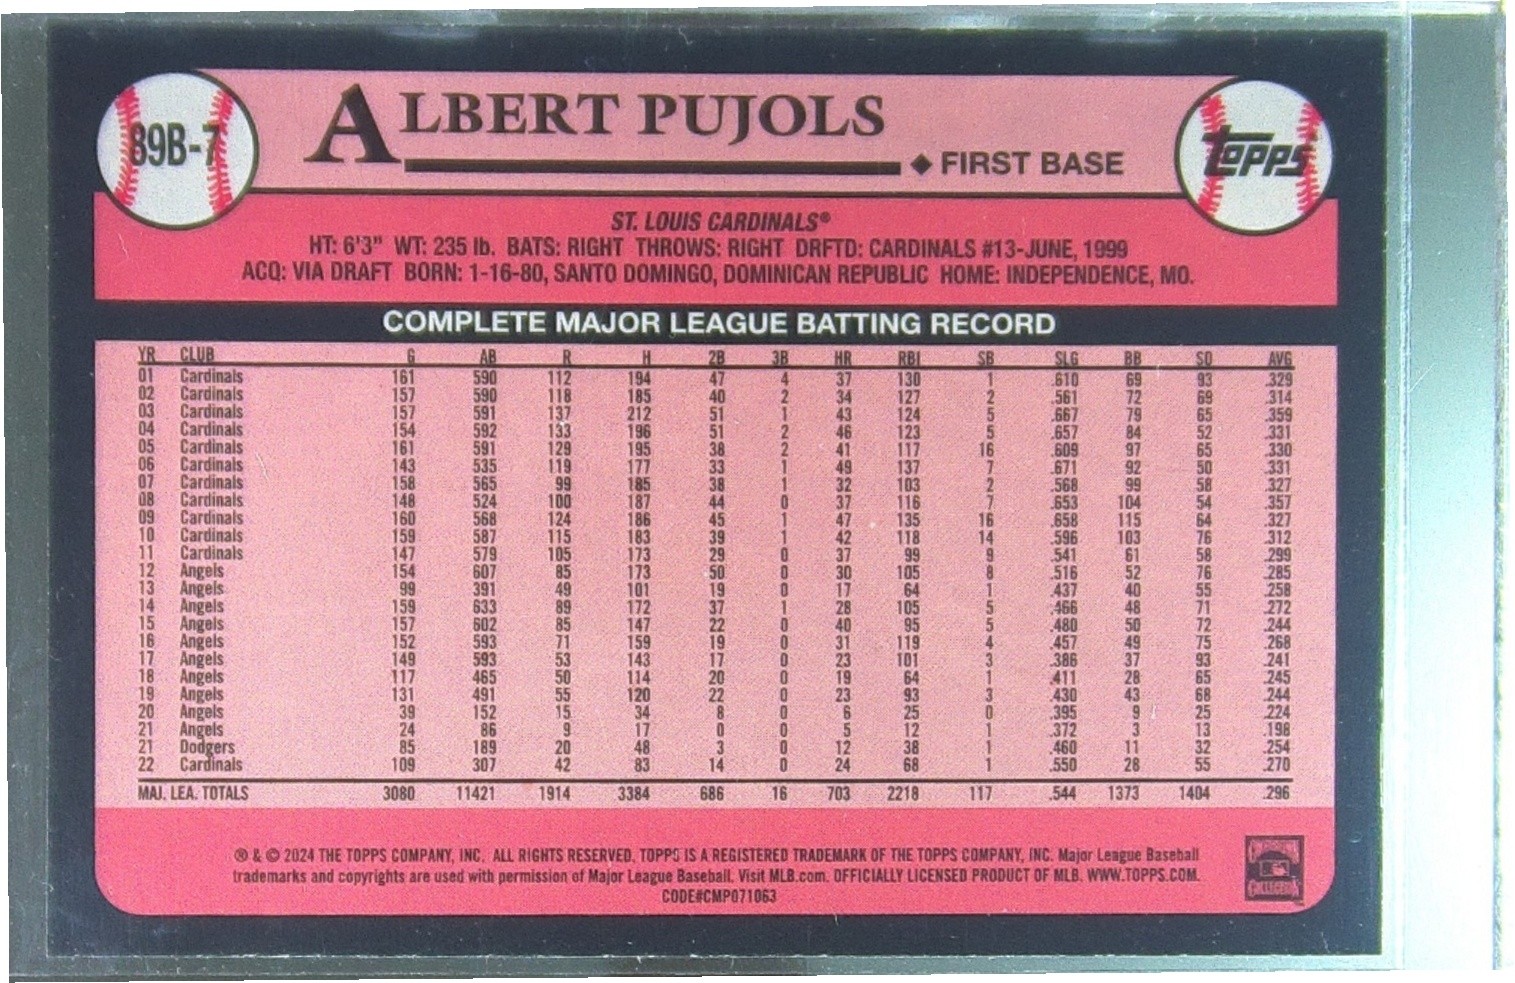 89B-7
ALBERT PUJOLS
◆ FIRST BASE
TOPPS
ST. LOUIS CARDINALS®
HT: 6'3" WT: 235 lb. BATS: RIGHT THROWS: RIGHT DRFTD: CARDINALS #13-JUNE, 1999
ACQ: VIA DRAFT BORN: 1-16-80, SANTO DOMINGO, DOMINICAN REPUBLIC HOME: INDEPENDENCE, MO.
COMPLETE MAJOR LEAGUE BATTING RECORD
YR CLUB G AB R H 2B 3B HR RBI SB SLG BB SO AVG
01 Cardinals 161 590 112 194 47 4 37 130 1 .610 69 93 .329
02 Cardinals 157 590 118 185 40 2 34 127 2 .561 72 69 .314
03 Cardinals 157 591 137 212 51 1 43 124 5 .667 79 65 .359
04 Cardinals 154 592 133 196 51 2 46 123 5 .657 84 52 .331
05 Cardinals 161 591 129 195 38 2 41 117 16 .609 97 65 .330
06 Cardinals 143 535 119 177 33 1 49 137 7 .671 92 50 .331
07 Cardinals 158 565 99 185 38 1 32 103 2 .568 99 58 .327
08 Cardinals 148 524 100 187 44 0 37 116 7 .653 104 54 .357
09 Cardinals 160 568 124 186 45 1 47 135 16 .658 115 64 .327
10 Cardinals 159 587 115 183 39 1 42 118 14 .596 103 76 .312
11 Cardinals 147 579 105 173 29 0 37 99 9 .541 61 58 .299
12 Angels 154 607 85 173 50 0 30 105 8 .516 52 76 .285
13 Angels 99 391 49 101 19 0 17 64 1 .437 40 55 .258
14 Angels 159 633 89 172 37 1 28 105 5 .466 48 71 .272
15 Angels 157 602 85 147 22 0 40 95 5 .480 50 72 .244
16 Angels 152 593 71 159 19 0 31 119 4 .457 49 75 .268
17 Angels 149 593 53 143 17 0 23 101 3 .386 37 93 .241
18 Angels 117 465 50 114 20 0 19 64 1 .411 28 65 .245
19 Angels 131 491 55 120 22 0 23 93 3 .430 43 68 .244
20 Angels 39 152 15 34 8 0 6 25 0 .395 9 25 .224
21 Angels 24 86 9 17 0 0 5 12 1 .372 3 13 .198
21 Dodgers 85 189 20 48 3 0 12 38 1 .460 11 32 .254
22 Cardinals 109 307 42 83 14 0 24 68 1 .550 28 55 .270
MAJ. LEA. TOTALS 3080 11421 1914 3384 686 16 703 2218 117 .544 1373 1404 .296
® & © 2024 THE TOPPS COMPANY, INC. ALL RIGHTS RESERVED. TOPPS IS A REGISTERED TRADEMARK OF THE TOPPS COMPANY, INC. Major League Baseball
trademarks and copyrights are used with permission of Major League Baseball. Visit MLB.com. OFFICIALLY LICENSED PRODUCT OF MLB. WWW.TOPPS.COM.
CODE#CMP071063
COOPERSTOWN
COLLECTION